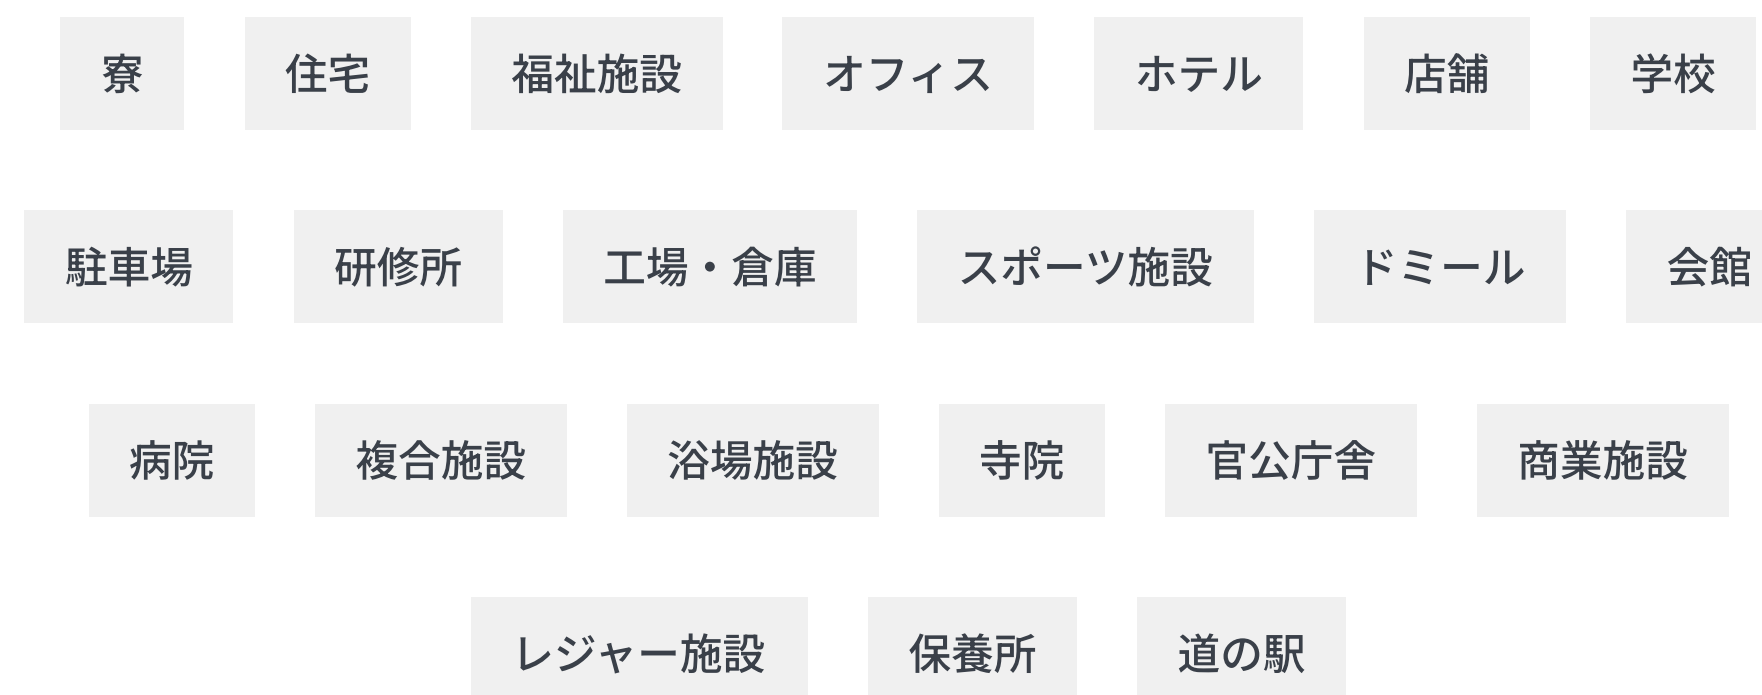 寮 住宅 福祉施設 オフィス ホテル 店舗 学校
駐車場 研修所 工場・倉庫 スポーツ施設 ドミール 会館
病院 複合施設 浴場施設 寺院 官公庁舎 商業施設
レジャー施設 保養所 道の駅